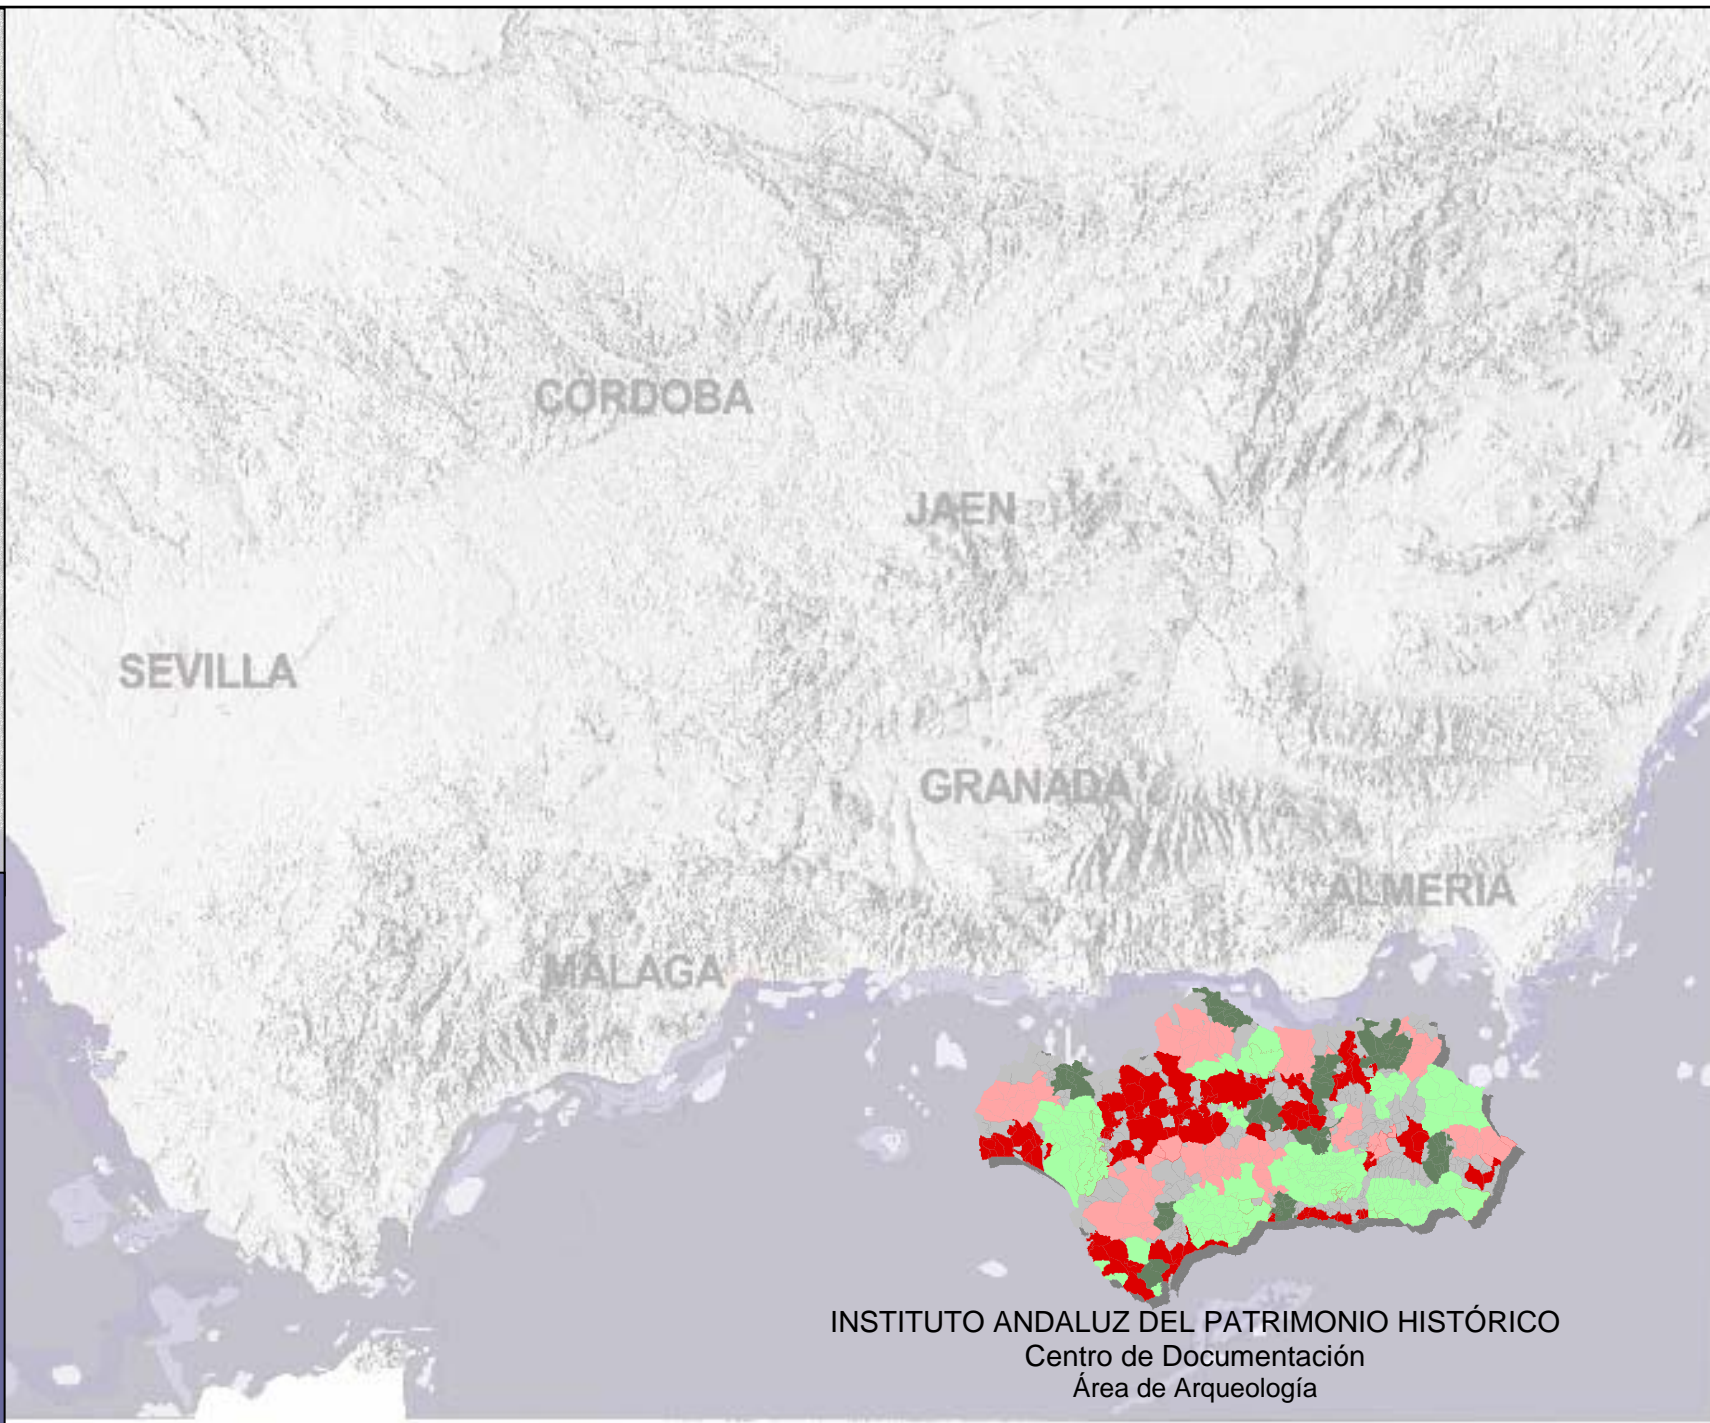 CORDOBA
JAEN
SEVILLA
GRANADA
ALMERIA
MALAGA
INSTITUTO ANDALUZ DEL PATRIMONIO HISTÓRICO
Centro de Documentación
Área de Arqueología